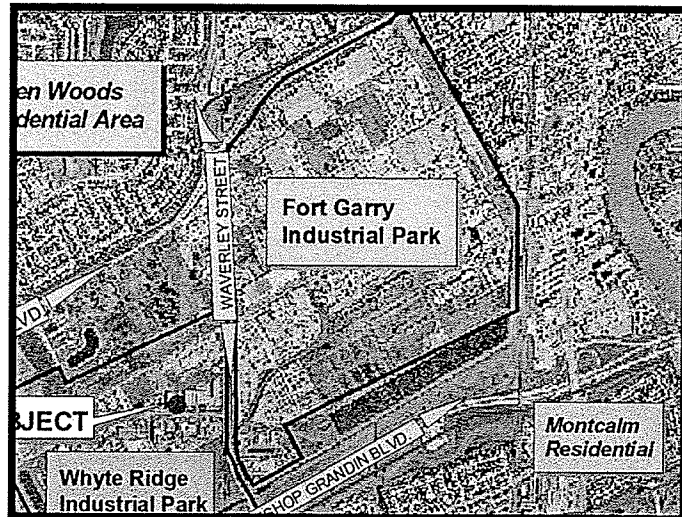 en Woods
dential Area
WAVERLEY STREET
Fort Garry
Industrial Park
LVD.
BJECT
Whyte Ridge
Industrial Park
SHOP GRANDIN BLVD.
Montcalm
Residential